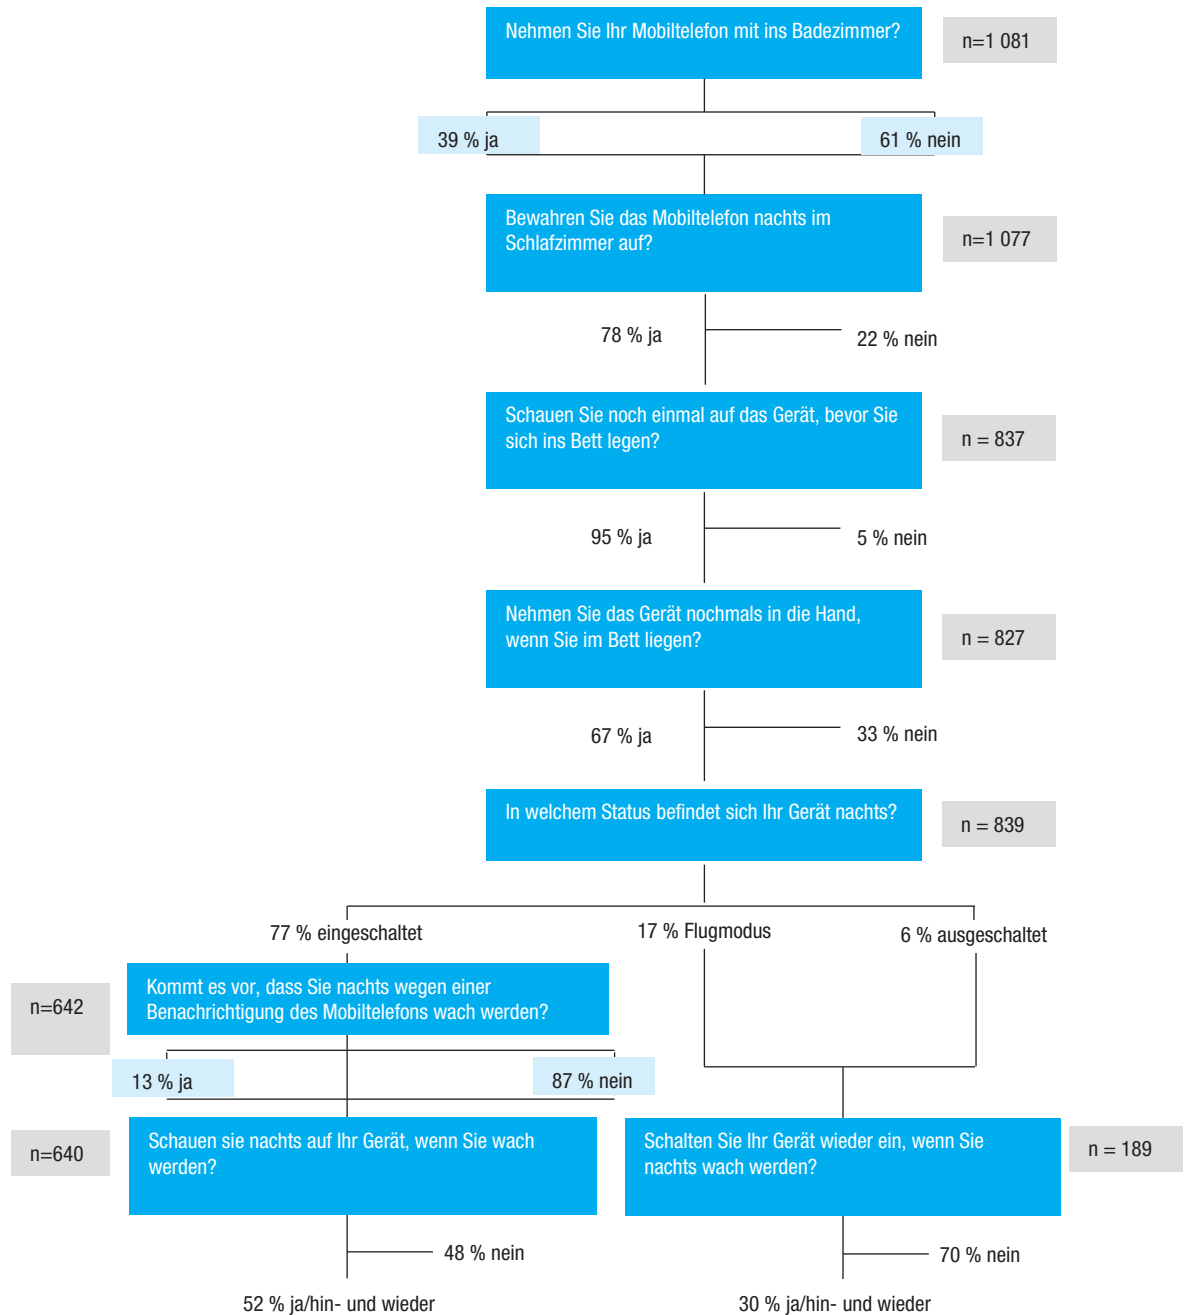 Nehmen Sie Ihr Mobiltelefon mit ins Badezimmer?
n=1 081
39 % ja
61 % nein
Bewahren Sie das Mobiltelefon nachts im
Schlafzimmer auf?
n=1 077
78 % ja
22 % nein
Schauen Sie noch einmal auf das Gerät, bevor Sie
sich ins Bett legen?
n = 837
95 % ja
5 % nein
Nehmen Sie das Gerät nochmals in die Hand,
wenn Sie im Bett liegen?
n = 827
67 % ja
33 % nein
In welchem Status befindet sich Ihr Gerät nachts?
n = 839
77 % eingeschaltet
17 % Flugmodus
6 % ausgeschaltet
n=642
Kommt es vor, dass Sie nachts wegen einer
Benachrichtigung des Mobiltelefons wach werden?
13 % ja
87 % nein
n=640
Schauen sie nachts auf Ihr Gerät, wenn Sie wach
werden?
Schalten Sie Ihr Gerät wieder ein, wenn Sie
nachts wach werden?
n = 189
48 % nein
70 % nein
52 % ja/hin- und wieder
30 % ja/hin- und wieder